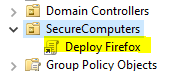 Domain Controllers
SecureComputers
Deploy Firefox
Group Policy Objects